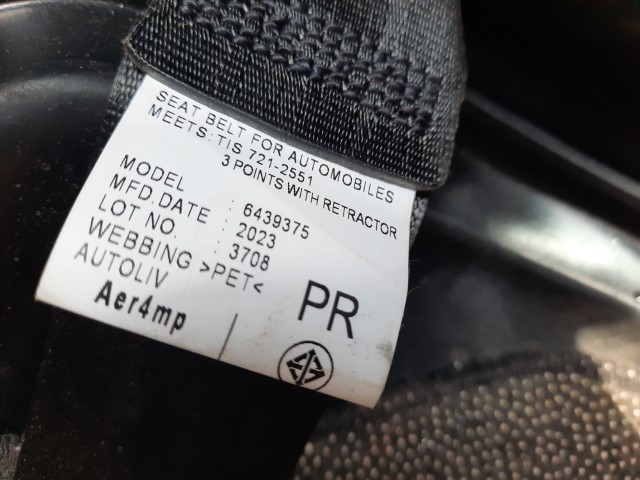 SEAT BELT FOR AUTOMOBILES
MEETS: TIS 721-2551
3 POINTS WITH RETRACTOR
MODEL : 6439375
MFD.DATE : 2023
LOT NO. : 3708
WEBBING >PET<
AUTOLIV
PR
Aer4mp